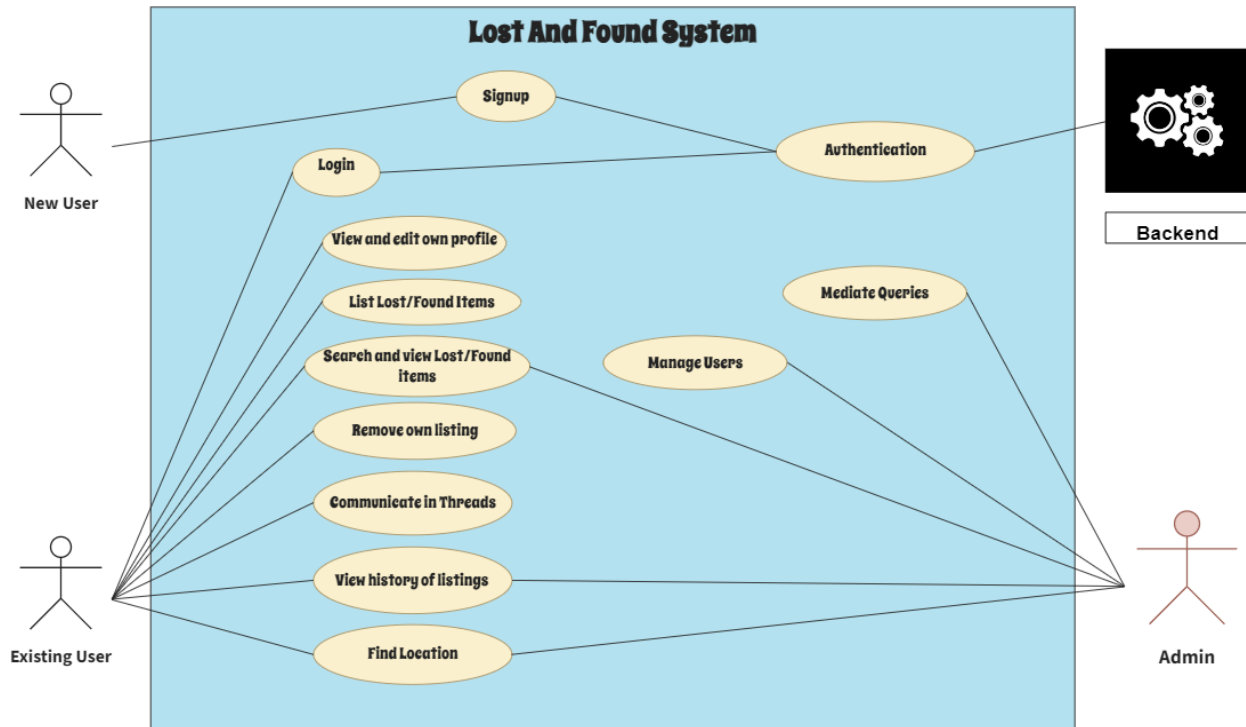 Lost And Found System
Signup
Authentication
Login
New User
View and edit own profile
Backend
List Lost/Found Items
Mediate Queries
Search and view Lost/Found
items
Manage Users
Remove own listing
Communicate in Threads
View history of listings
Find Location
Existing User
Admin